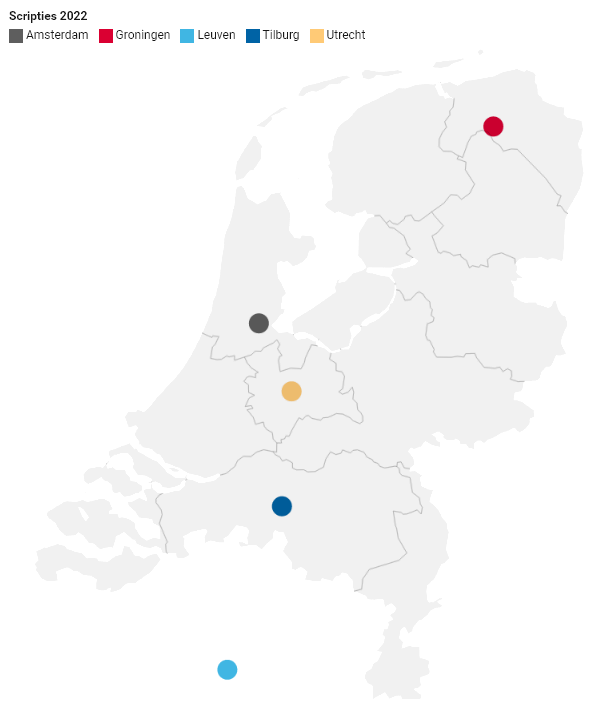 Scripties 2022
Amsterdam Groningen Leuven Tilburg Utrecht